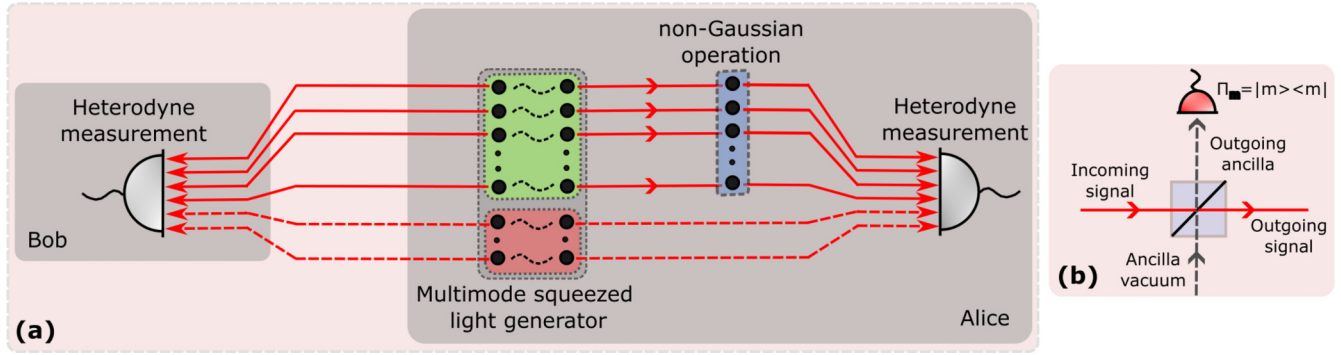 Heterodyne
measurement
Bob
non-Gaussian
operation
Multimode squeezed
light generator
Heterodyne
measurement
Alice
(a)
Π_m=|m><m|
Outgoing
ancilla
Incoming
signal
Outgoing
signal
Ancilla
vacuum
(b)